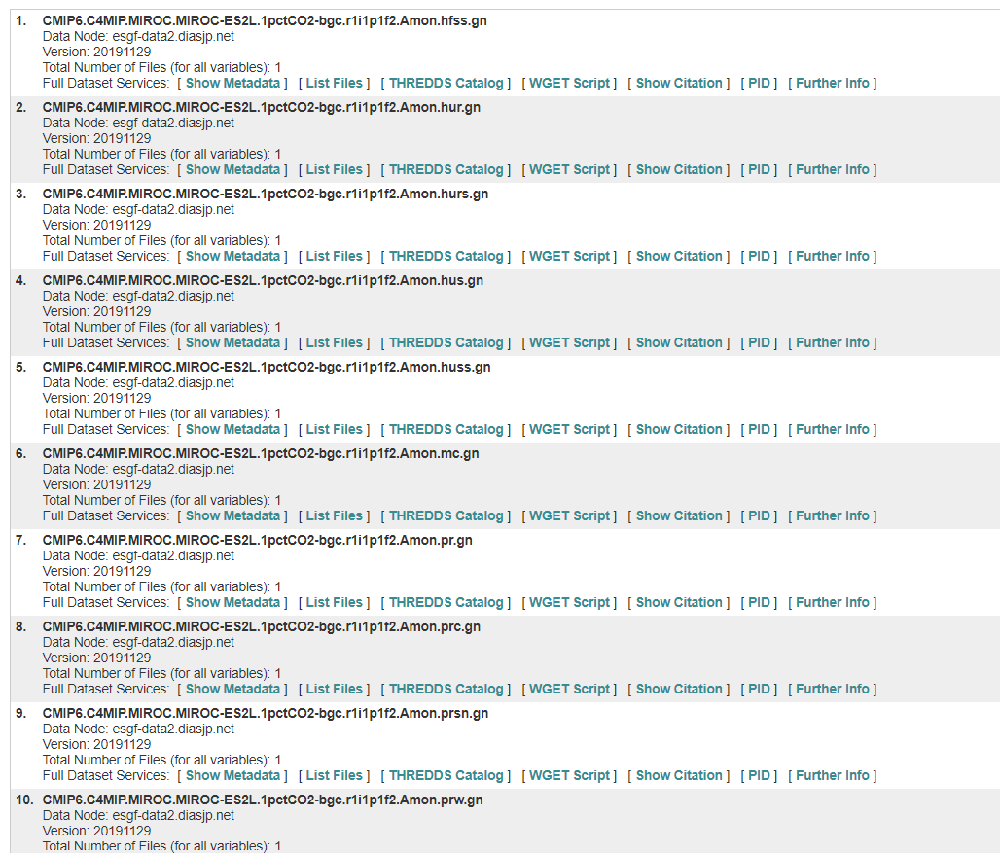 1. CMIP6.C4MIP.MIROC.MIROC-ES2L.1pctCO2-bgc.r1i1p1f2.Amon.hfss.gn
Data Node: esgf-data2.diasjp.net
Version: 20191129
Total Number of Files (for all variables): 1
Full Dataset Services: [ Show Metadata ] [ List Files ] [ THREDDS Catalog ] [ WGET Script ] [ Show Citation ] [ PID ] [ Further Info ]
2. CMIP6.C4MIP.MIROC.MIROC-ES2L.1pctCO2-bgc.r1i1p1f2.Amon.hur.gn
Data Node: esgf-data2.diasjp.net
Version: 20191129
Total Number of Files (for all variables): 1
Full Dataset Services: [ Show Metadata ] [ List Files ] [ THREDDS Catalog ] [ WGET Script ] [ Show Citation ] [ PID ] [ Further Info ]
3. CMIP6.C4MIP.MIROC.MIROC-ES2L.1pctCO2-bgc.r1i1p1f2.Amon.hurs.gn
Data Node: esgf-data2.diasjp.net
Version: 20191129
Total Number of Files (for all variables): 1
Full Dataset Services: [ Show Metadata ] [ List Files ] [ THREDDS Catalog ] [ WGET Script ] [ Show Citation ] [ PID ] [ Further Info ]
4. CMIP6.C4MIP.MIROC.MIROC-ES2L.1pctCO2-bgc.r1i1p1f2.Amon.hus.gn
Data Node: esgf-data2.diasjp.net
Version: 20191129
Total Number of Files (for all variables): 1
Full Dataset Services: [ Show Metadata ] [ List Files ] [ THREDDS Catalog ] [ WGET Script ] [ Show Citation ] [ PID ] [ Further Info ]
5. CMIP6.C4MIP.MIROC.MIROC-ES2L.1pctCO2-bgc.r1i1p1f2.Amon.huss.gn
Data Node: esgf-data2.diasjp.net
Version: 20191129
Total Number of Files (for all variables): 1
Full Dataset Services: [ Show Metadata ] [ List Files ] [ THREDDS Catalog ] [ WGET Script ] [ Show Citation ] [ PID ] [ Further Info ]
6. CMIP6.C4MIP.MIROC.MIROC-ES2L.1pctCO2-bgc.r1i1p1f2.Amon.mc.gn
Data Node: esgf-data2.diasjp.net
Version: 20191129
Total Number of Files (for all variables): 1
Full Dataset Services: [ Show Metadata ] [ List Files ] [ THREDDS Catalog ] [ WGET Script ] [ Show Citation ] [ PID ] [ Further Info ]
7. CMIP6.C4MIP.MIROC.MIROC-ES2L.1pctCO2-bgc.r1i1p1f2.Amon.pr.gn
Data Node: esgf-data2.diasjp.net
Version: 20191129
Total Number of Files (for all variables): 1
Full Dataset Services: [ Show Metadata ] [ List Files ] [ THREDDS Catalog ] [ WGET Script ] [ Show Citation ] [ PID ] [ Further Info ]
8. CMIP6.C4MIP.MIROC.MIROC-ES2L.1pctCO2-bgc.r1i1p1f2.Amon.prc.gn
Data Node: esgf-data2.diasjp.net
Version: 20191129
Total Number of Files (for all variables): 1
Full Dataset Services: [ Show Metadata ] [ List Files ] [ THREDDS Catalog ] [ WGET Script ] [ Show Citation ] [ PID ] [ Further Info ]
9. CMIP6.C4MIP.MIROC.MIROC-ES2L.1pctCO2-bgc.r1i1p1f2.Amon.prsn.gn
Data Node: esgf-data2.diasjp.net
Version: 20191129
Total Number of Files (for all variables): 1
Full Dataset Services: [ Show Metadata ] [ List Files ] [ THREDDS Catalog ] [ WGET Script ] [ Show Citation ] [ PID ] [ Further Info ]
10. CMIP6.C4MIP.MIROC.MIROC-ES2L.1pctCO2-bgc.r1i1p1f2.Amon.prw.gn
Data Node: esgf-data2.diasjp.net
Version: 20191129
Total Number of Files (for all variables): 1